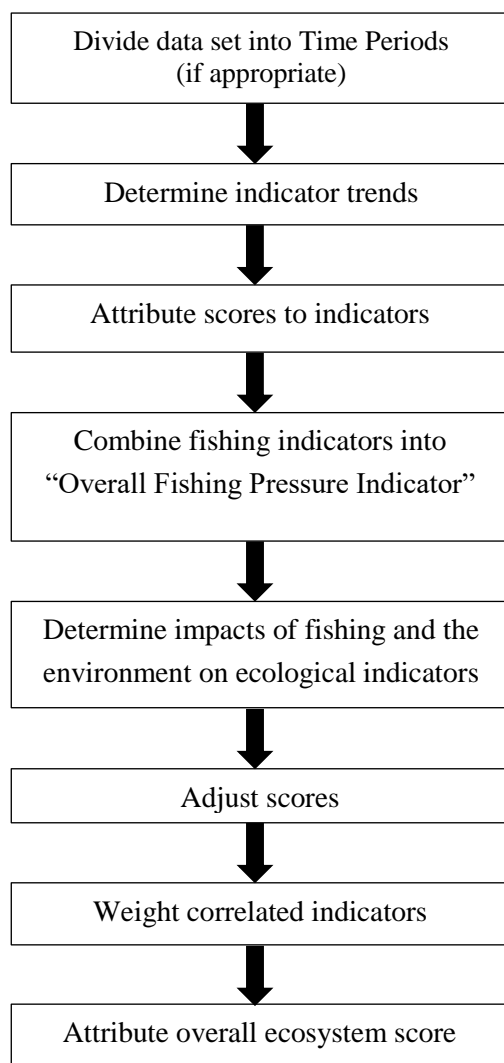 Divide data set into Time Periods
(if appropriate)
Determine indicator trends
Attribute scores to indicators
Combine fishing indicators into
“Overall Fishing Pressure Indicator”
Determine impacts of fishing and the
environment on ecological indicators
Adjust scores
Weight correlated indicators
Attribute overall ecosystem score